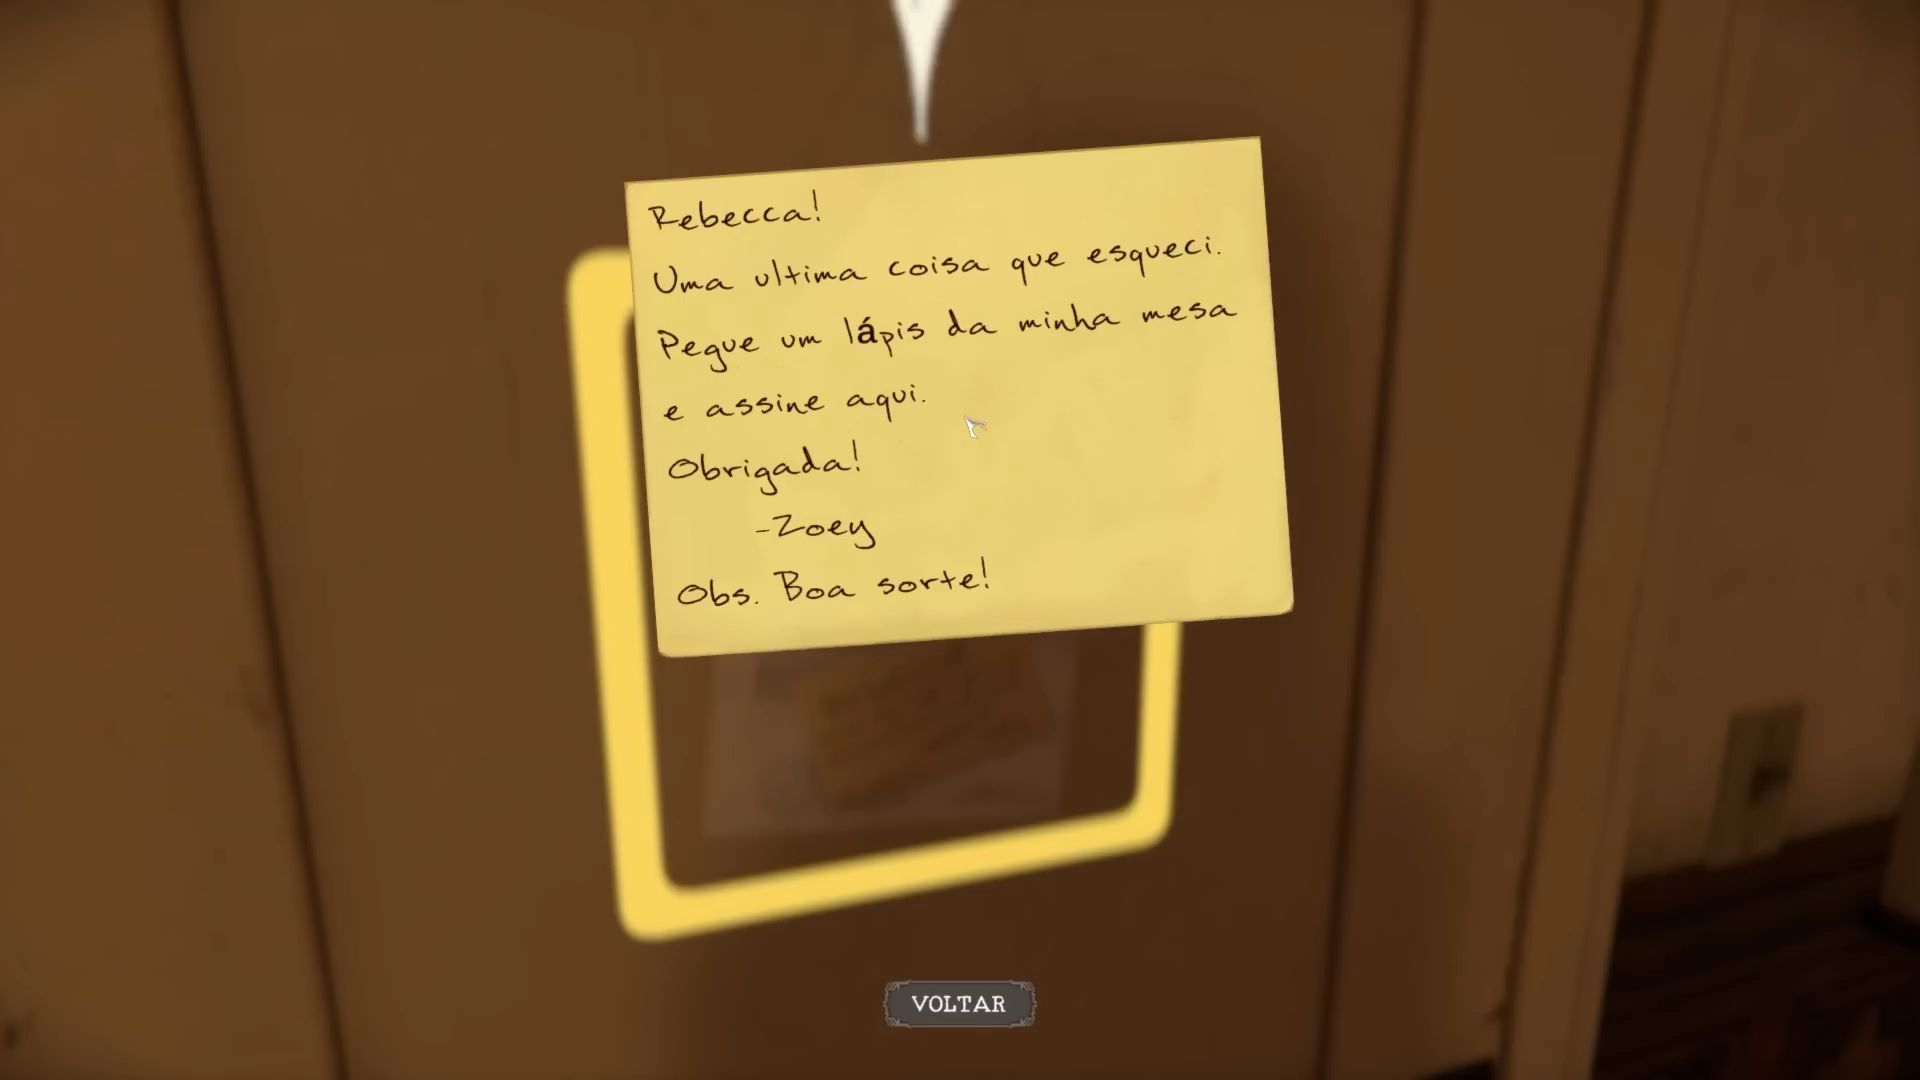 Rebecca!
Uma ultima coisa que esqueci.
Pegue um lápis da minha mesa
e assine aqui.
Obrigada!
-Zoey
Obs. Boa sorte!
VOLTAR